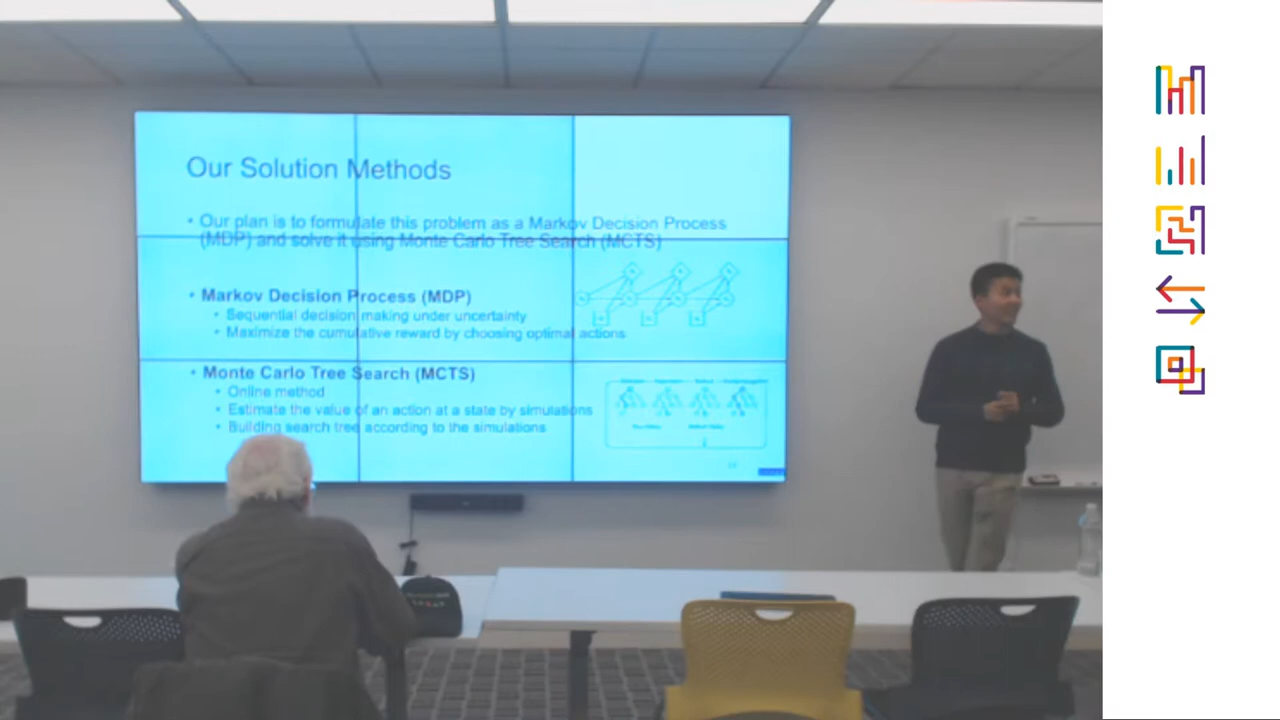 Our Solution Methods
• Our plan is to formulate this problem as a Markov Decision Process
(MDP) and solve it using Monte Carlo Tree Search (MCTS)
• Markov Decision Process (MDP)
• Sequential decision making under uncertainty
• Maximize the cumulative reward by choosing optimal actions
• Monte Carlo Tree Search (MCTS)
• Online method
• Estimate the value of an action at a state by simulations
• Building search tree according to the simulations